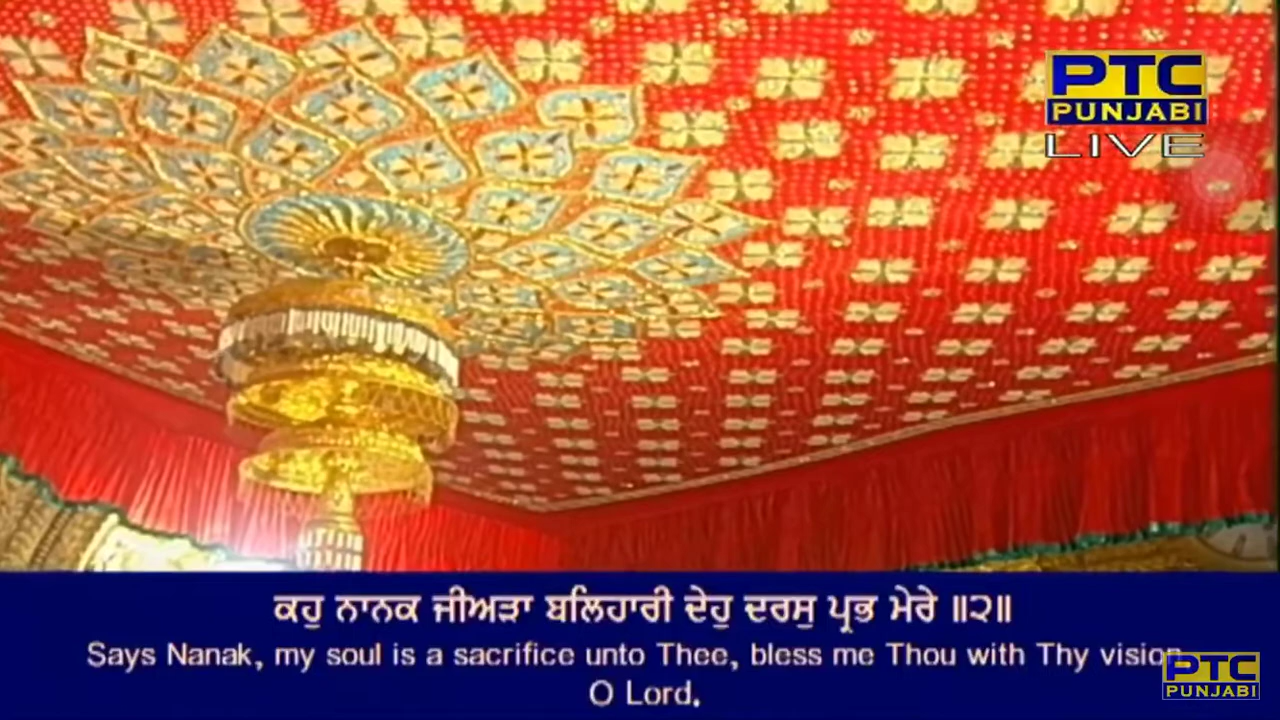 PTC
PUNJABI
LIVE
ਕਹੁ ਨਾਨਕ ਜੀਅੜਾ ਬਲਿਹਾਰੀ ਦੇਹੁ ਦਰਸੁ ਪ੍ਰਭ ਮੇਰੇ ॥੨॥
Says Nanak, my soul is a sacrifice unto Thee, bless me Thou with Thy vision
O Lord.
PTC
PUNJABI